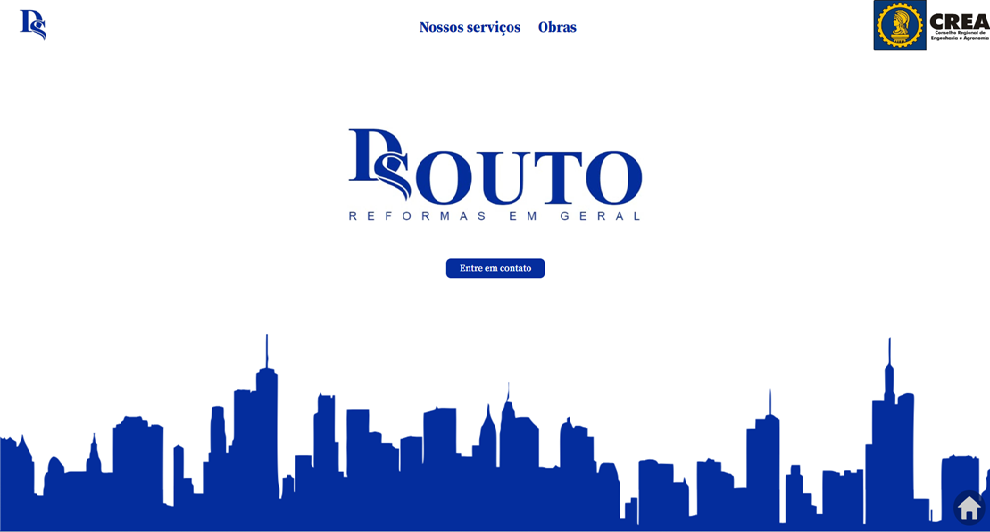 DS
Nossos serviços Obras
CREA
Conselho Regional de
Engenharia e Agronomia
DSOUTO
REFORMAS EM GERAL
Entre em contato